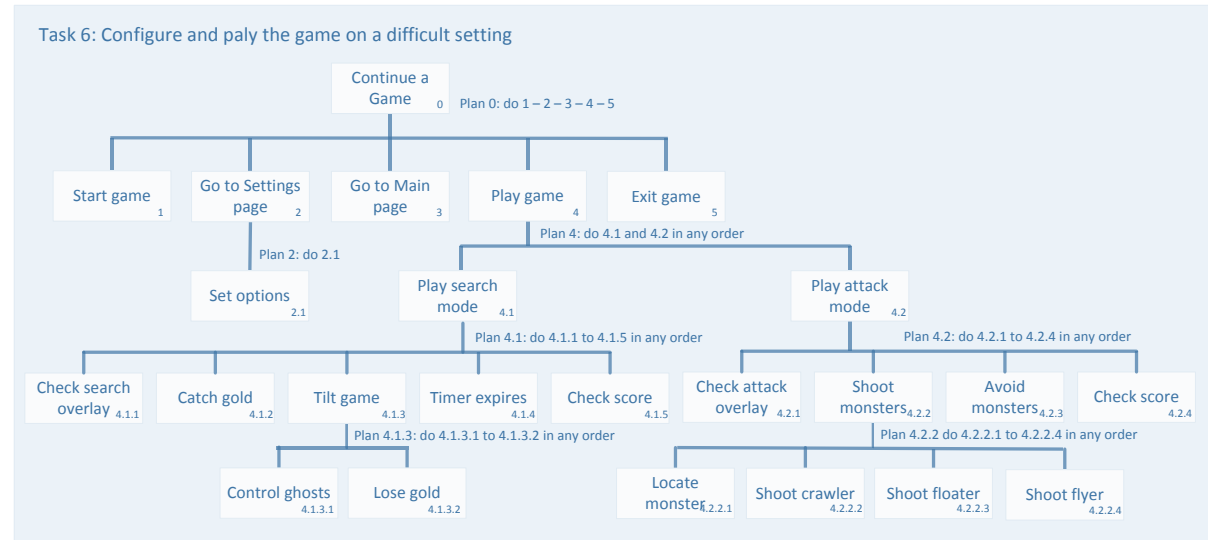 Task 6: Configure and paly the game on a difficult setting
Continue a
Game 0
Plan 0: do 1 – 2 – 3 – 4 – 5
Start game 1
Go to Settings
page 2
Go to Main
page 3
Play game 4
Exit game 5
Plan 2: do 2.1
Plan 4: do 4.1 and 4.2 in any order
Set options 2.1
Play search
mode 4.1
Play attack
mode 4.2
Plan 4.1: do 4.1.1 to 4.1.5 in any order
Plan 4.2: do 4.2.1 to 4.2.4 in any order
Check search
overlay 4.1.1
Catch gold 4.1.2
Tilt game 4.1.3
Timer expires 4.1.4
Check score 4.1.5
Check attack
overlay 4.2.1
Shoot
monsters 4.2.2
Avoid
monsters 4.2.3
Check score 4.2.4
Plan 4.1.3: do 4.1.3.1 to 4.1.3.2 in any order
Plan 4.2.2 do 4.2.2.1 to 4.2.2.4 in any order
Control ghosts 4.1.3.1
Lose gold 4.1.3.2
Locate
monster 4.2.2.1
Shoot crawler 4.2.2.2
Shoot floater 4.2.2.3
Shoot flyer 4.2.2.4